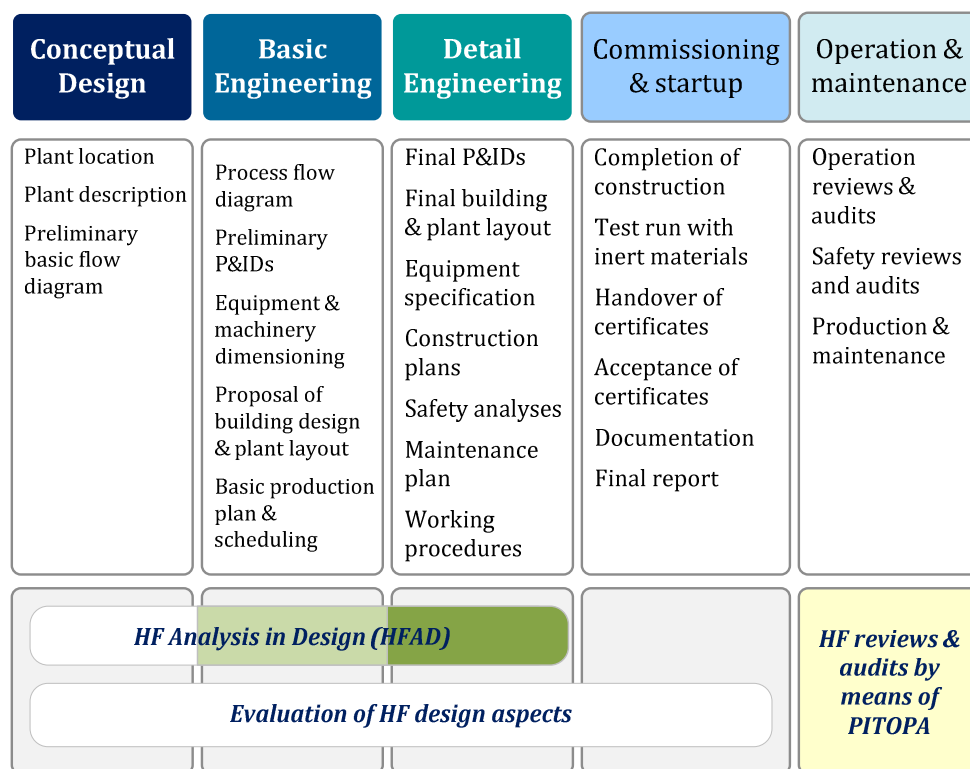 Conceptual
Design
Basic
Engineering
Detail
Engineering
Commissioning
& startup
Operation &
maintenance
Plant location
Plant description
Preliminary
basic flow
diagram
Process flow
diagram
Preliminary
P&IDs
Equipment &
machinery
dimensioning
Proposal of
building design
& plant layout
Basic production
plan &
scheduling
Final P&IDs
Final building
& plant layout
Equipment
specification
Construction
plans
Safety analyses
Maintenance
plan
Working
procedures
Completion of
construction
Test run with
inert materials
Handover of
certificates
Acceptance of
certificates
Documentation
Final report
Operation
reviews &
audits
Safety reviews
and audits
Production &
maintenance
HF Analysis in Design (HFAD)
Evaluation of HF design aspects
HF reviews &
audits by
means of
PITOPA